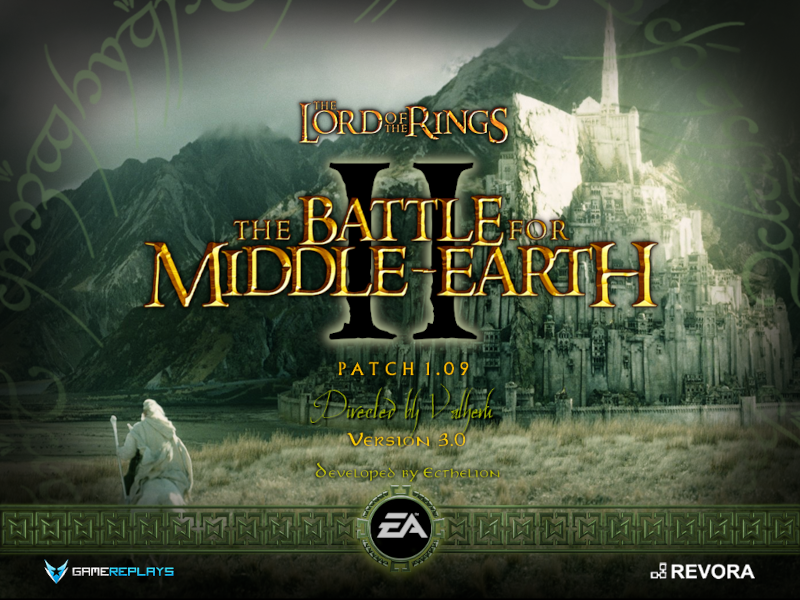 THE LORD OF THE RINGS
II
THE BATTLE FOR
MIDDLE-EARTH
PATCH 1.09
Directed by Valheru
Version 3.0
Developed by Ecthelion
EA
GAMEREPLAYS
REVORA